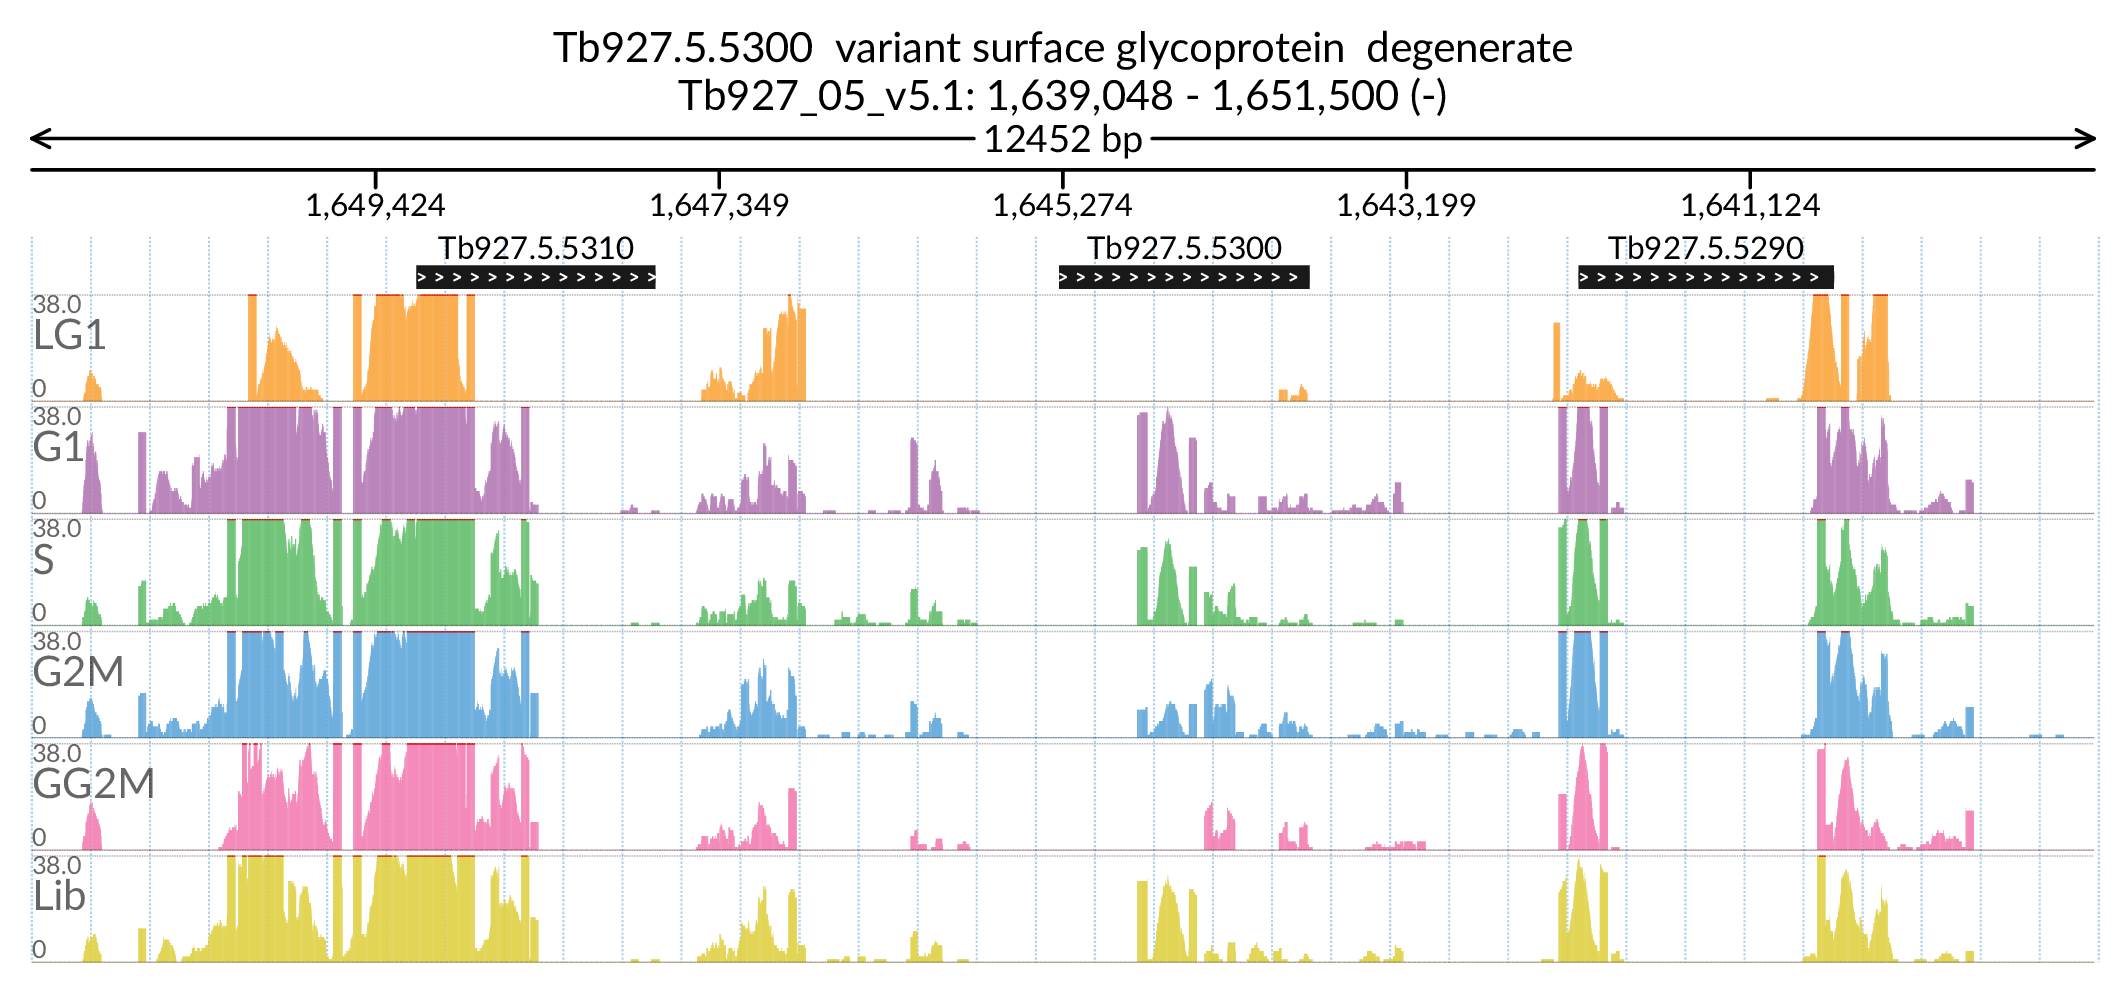 Tb927.5.5300 variant surface glycoprotein degenerate
Tb927_05_v5.1: 1,639,048 - 1,651,500 (-)
12452 bp
1,649,424 1,647,349 1,645,274 1,643,199 1,641,124
Tb927.5.5310 Tb927.5.5300 Tb927.5.5290
38.0
LG1
0
38.0
G1
0
38.0
S
0
38.0
G2M
0
38.0
GG2M
0
38.0
Lib
0